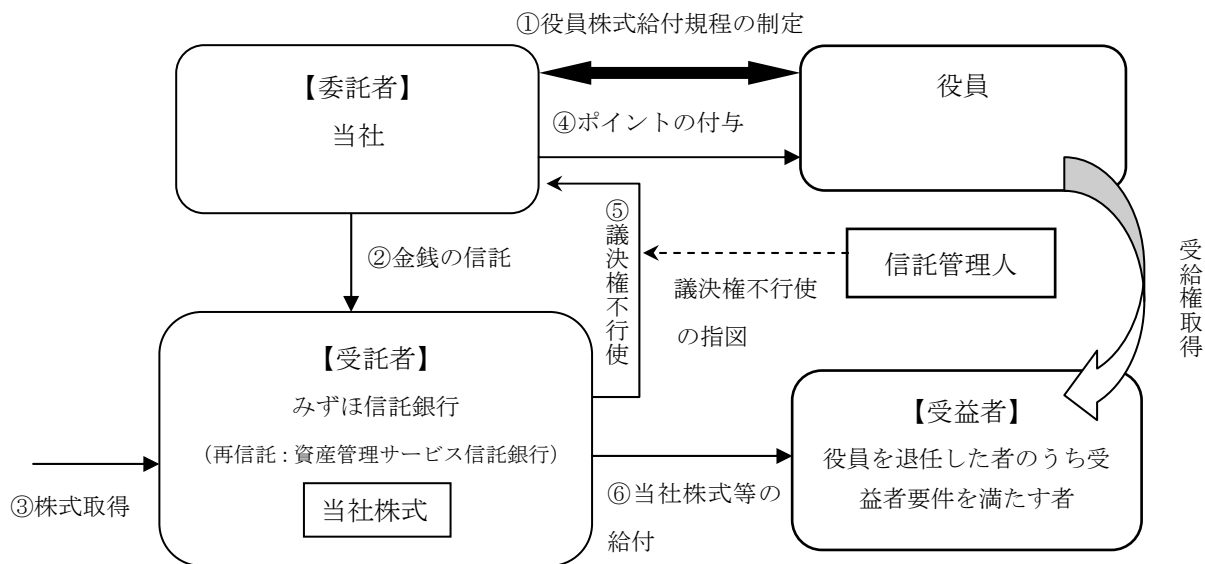 ①役員株式給付規程の制定
【委託者】
当社
役員
④ポイントの付与
②金銭の信託
⑤議決権不行使
議決権不行使
の指図
信託管理人
受給権取得
【受託者】
みずほ信託銀行
（再信託：資産管理サービス信託銀行）
当社株式
③株式取得
⑥当社株式等の
給付
【受益者】
役員を退任した者のうち受
益者要件を満たす者